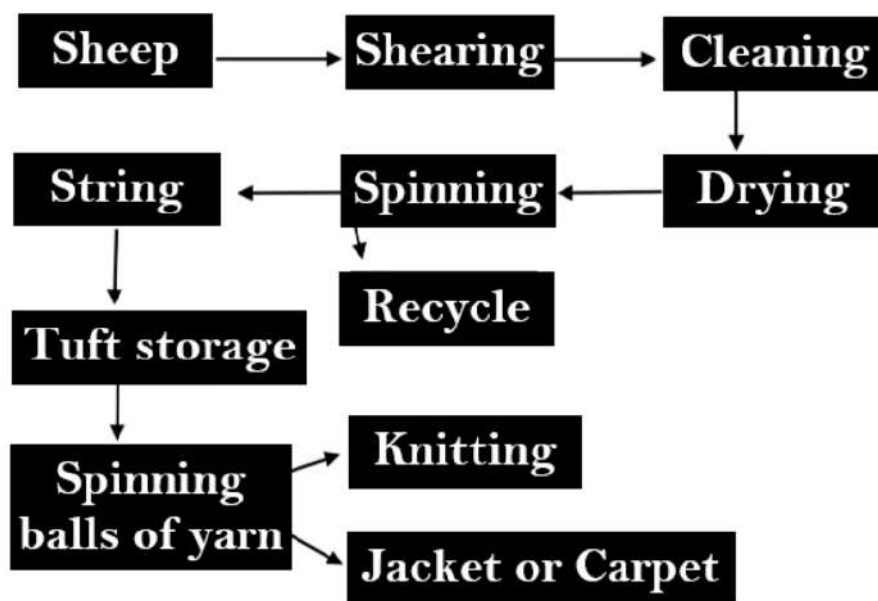 Sheep
Shearing
Cleaning
Drying
Spinning
String
Recycle
Tuft storage
Spinning
balls of yarn
Knitting
Jacket or Carpet